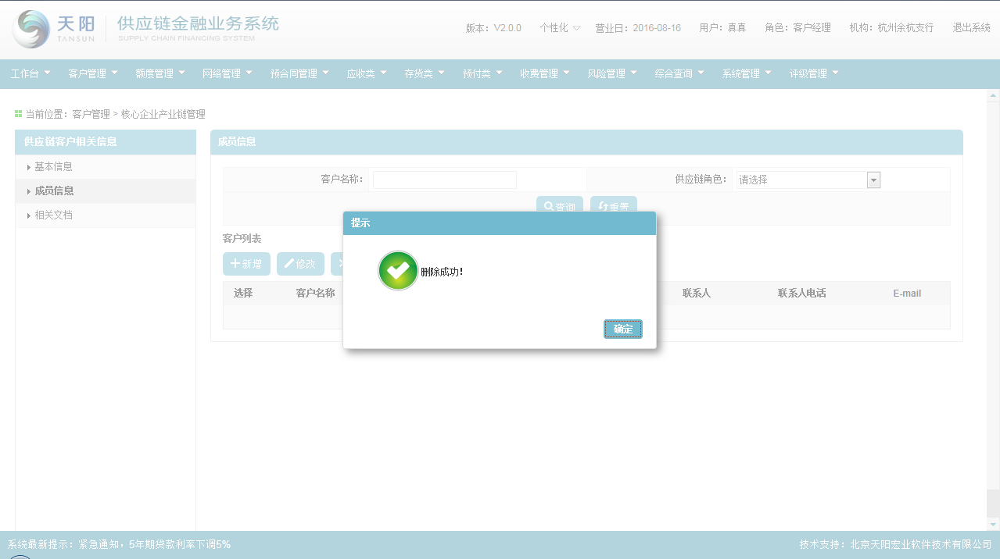 天阳 TANSUN 供应链金融业务系统 SUPPLY CHAIN FINANCING SYSTEM
版本：V2.0.0 个性化 营业日：2016-08-16 用户：真真 角色：客户经理 机构：杭州余杭支行 退出系统
工作台 客户管理 额度管理 网络管理 预合同管理 应收类 存货类 预付类 收费管理 风险管理 综合查询 系统管理 评级管理
当前位置：客户管理 > 核心企业产业链管理
供应链客户相关信息
基本信息
成员信息
相关文档
成员信息
客户名称： 供应链角色： 请选择
查询 重置
客户列表
新增 修改
选择 客户名称 联系人 联系人电话 E-mail
提示
删除成功!
确定
系统最新提示：紧急通知，5年期贷款利率下调5% 技术支持：北京天阳宏业软件技术有限公司